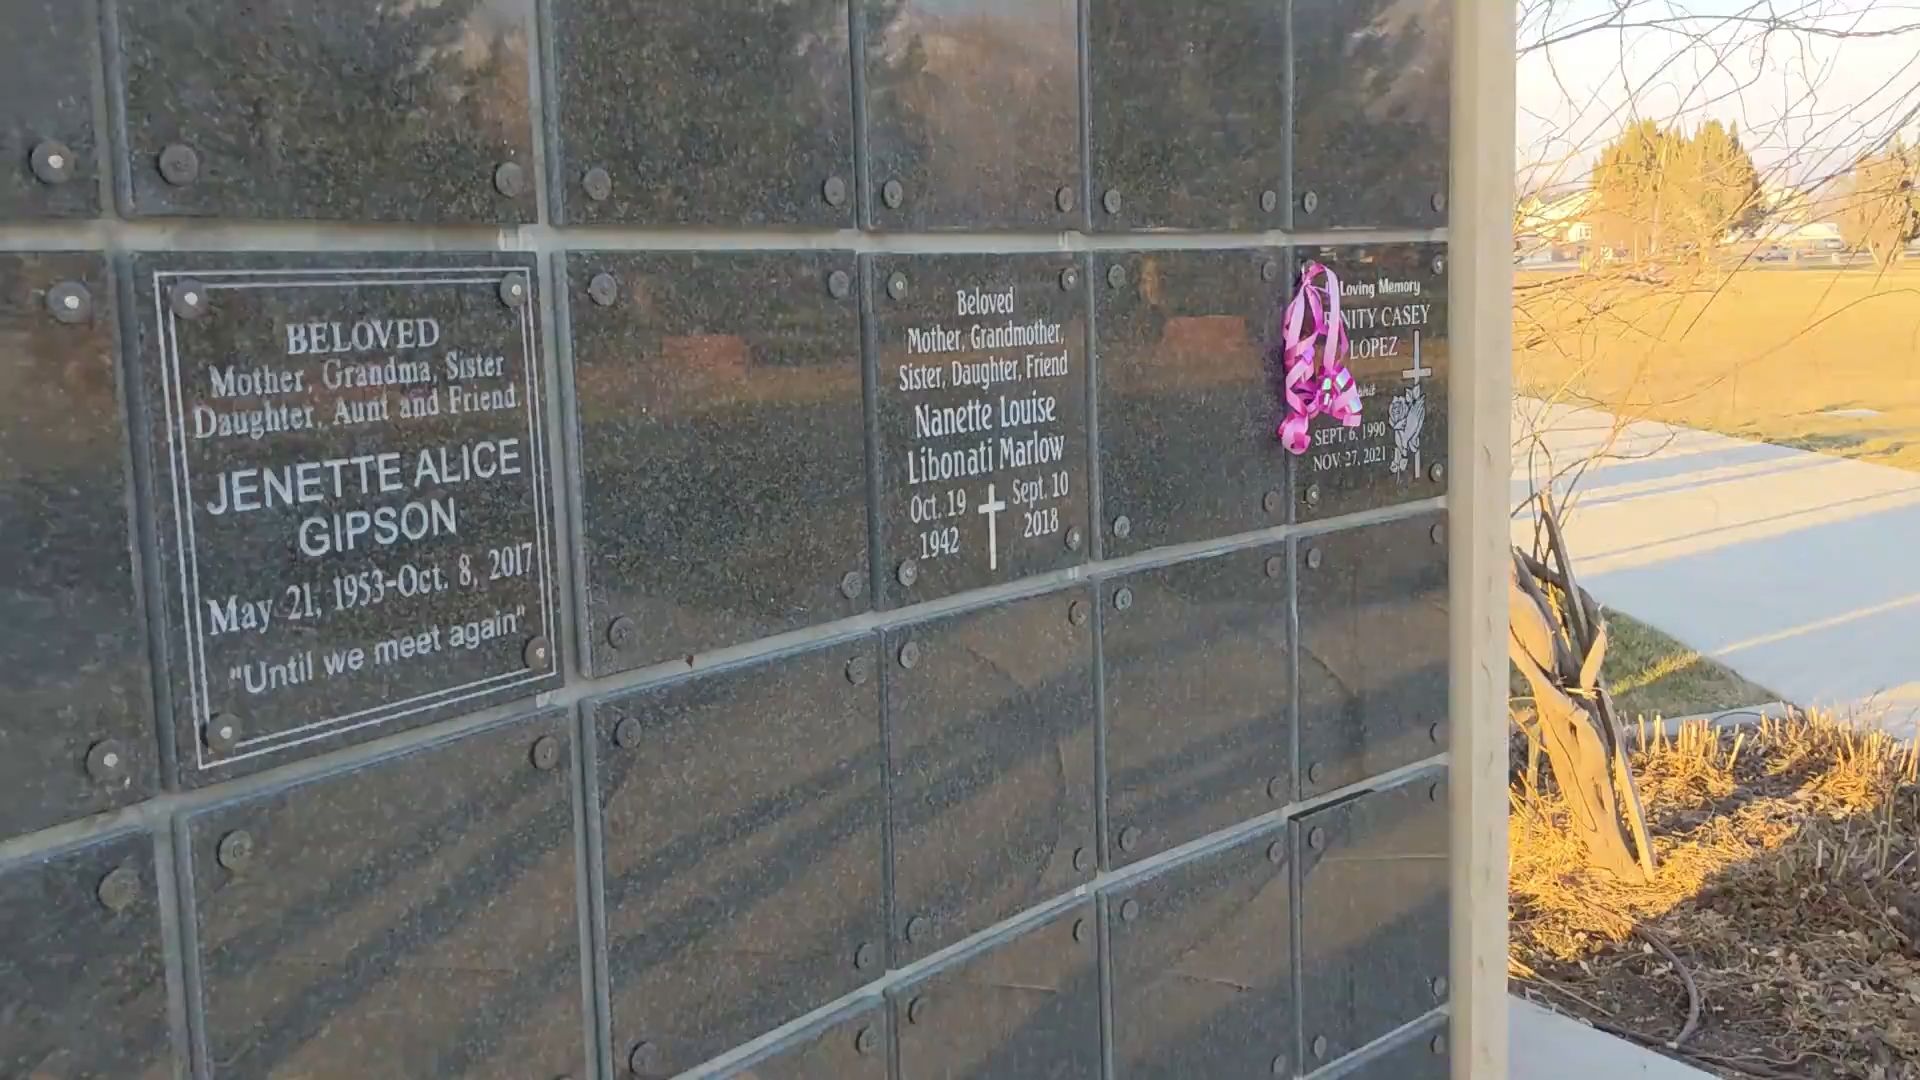 BELOVED
Mother, Grandma, Sister
Daughter, Aunt and Friend
JENETTE ALICE
GIPSON
May 21, 1953-Oct. 8, 2017
"Until we meet again"
Beloved
Mother, Grandmother,
Sister, Daughter, Friend
Nanette Louise
Libonati Marlow
Oct. 19
1942
Sept. 10
2018
Loving Memory
CASEY
LOPEZ
SEPT. 6, 1990
NOV. 27, 2021